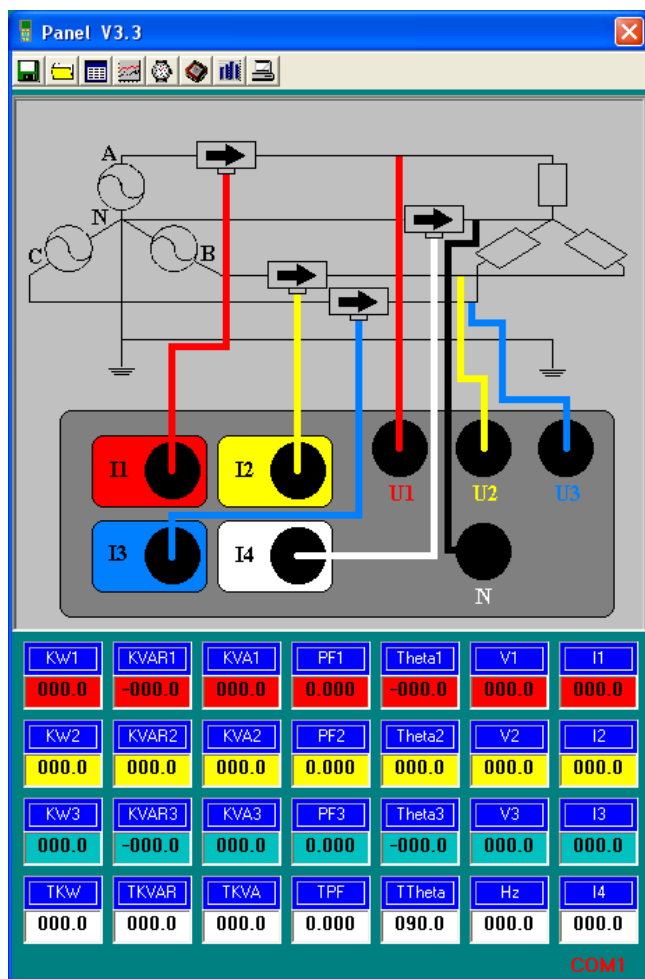 Panel V3.3
A
N
C
B
I1
I2
U1
U2
U3
I3
I4
N
KW1 KVAR1 KVA1 PF1 Theta1 V1 I1
000.0 -000.0 000.0 0.000 -000.0 000.0 000.0
KW2 KVAR2 KVA2 PF2 Theta2 V2 I2
000.0 000.0 000.0 0.000 000.0 000.0 000.0
KW3 KVAR3 KVA3 PF3 Theta3 V3 I3
000.0 -000.0 000.0 0.000 -000.0 000.0 000.0
TKW TKVAR TKVA TPF TTheta Hz I4
000.0 000.0 000.0 0.000 090.0 000.0 000.0
COM1